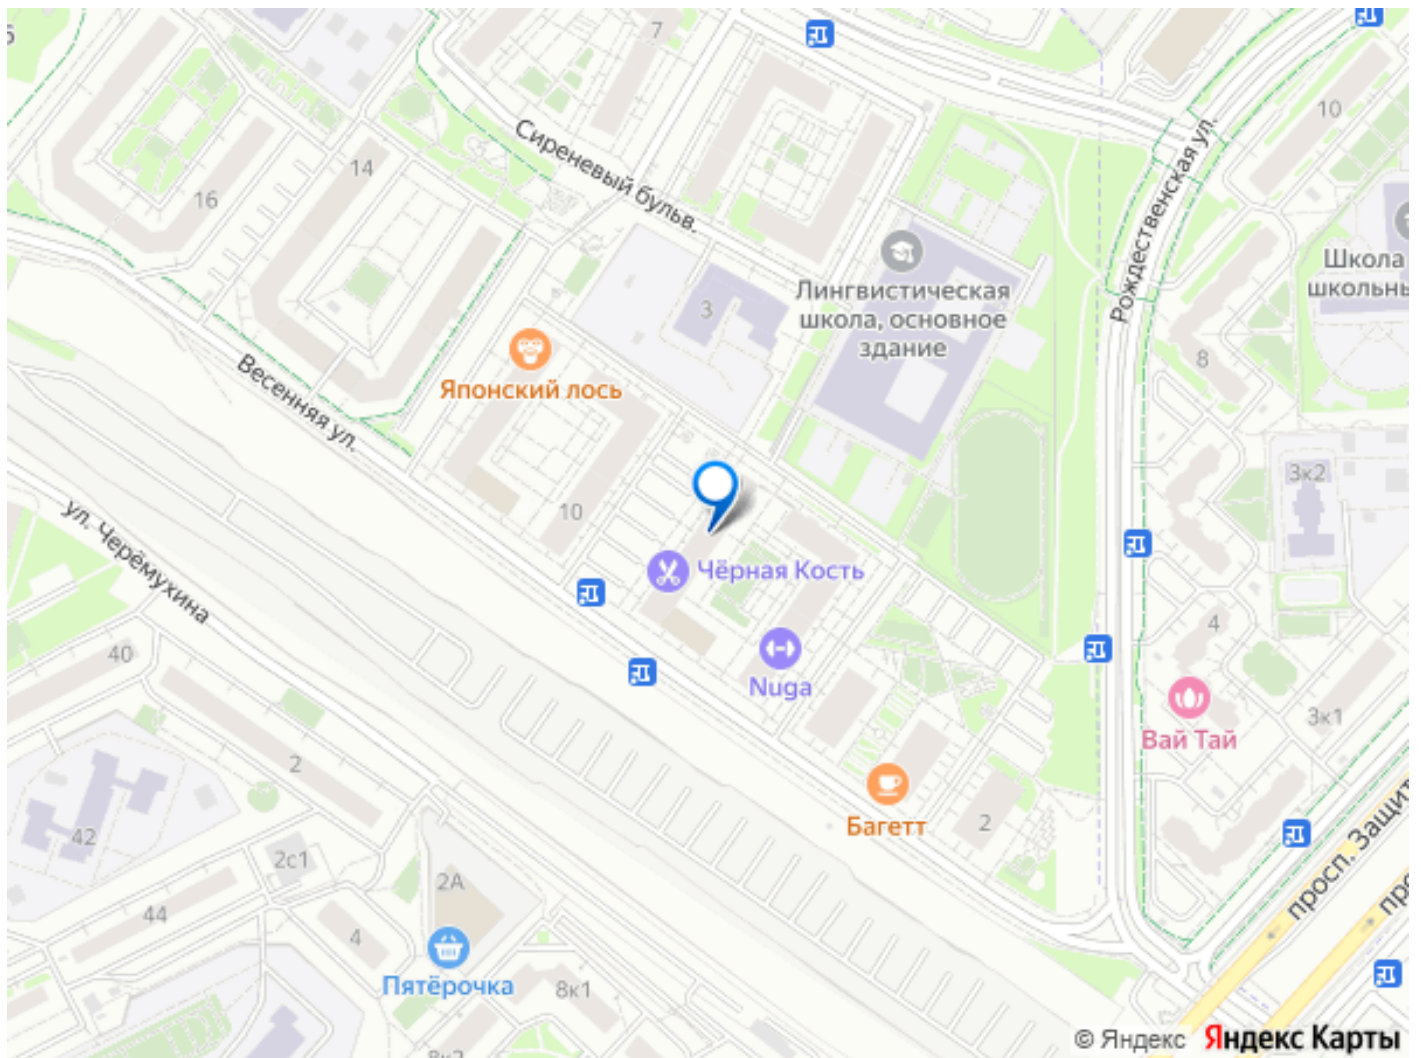 7
10
Сиреневый бульв.
Рождественская ул.
14
16
Школа
школьны
Лингвистическая
школа, основное
здание
3
8
Японский лось
Весенняя ул.
3к2
10
ул. Черёмухина
Чёрная Кость
4
40
Nuga
3к1
Вай Тай
2
Багетт
2
42
2с1
2А
просп. Защит
44
4
Пятёрочка
8к1
© Яндекс Яндекс Карты